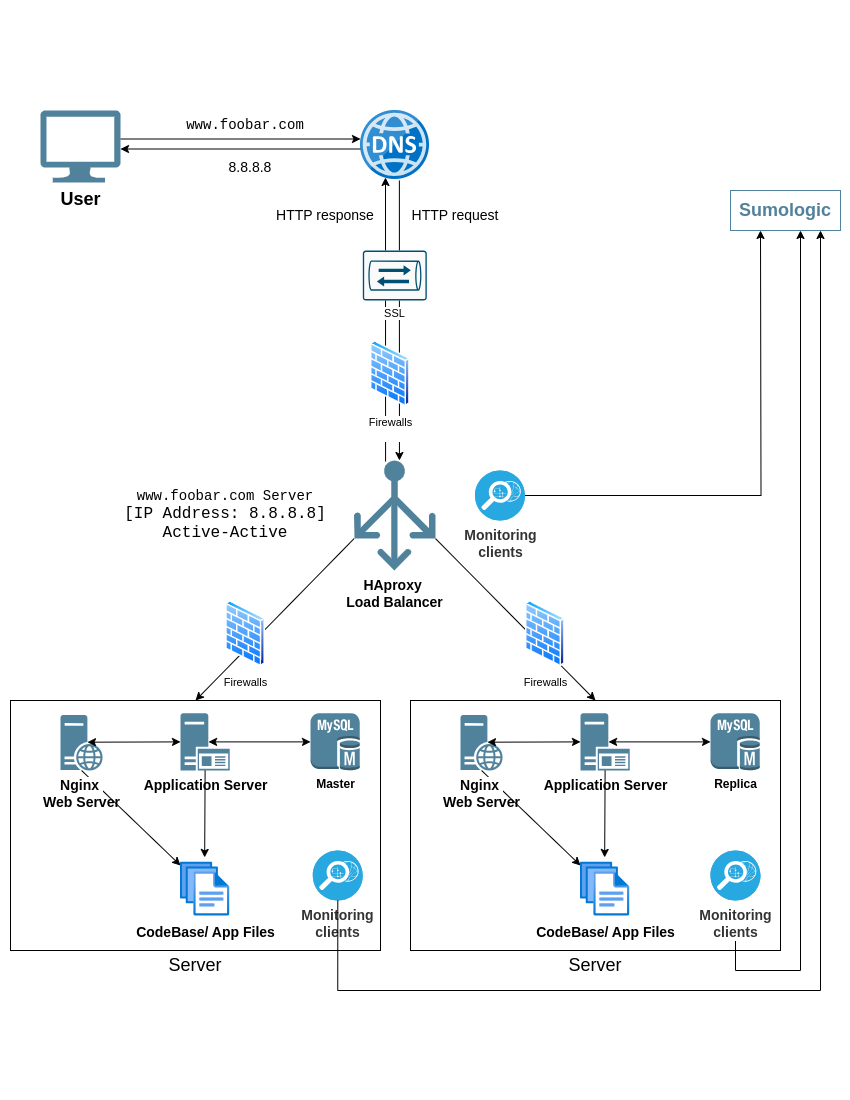 www.foobar.com
DNS
8.8.8.8
User
HTTP response
HTTP request
Sumologic
SSL
Firewalls
www.foobar.com Server
[IP Address: 8.8.8.8]
Active-Active
Monitoring
clients
HAproxy
Load Balancer
Firewalls
Firewalls
MySQL
M
Nginx
Web Server
Application Server
Master
CodeBase/ App Files
Monitoring
clients
Server
MySQL
M
Nginx
Web Server
Application Server
Replica
CodeBase/ App Files
Monitoring
clients
Server